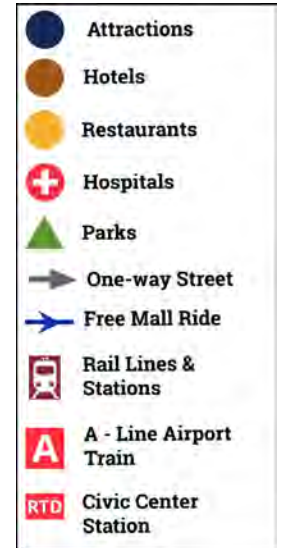 Attractions
Hotels
Restaurants
Hospitals
Parks
One-way Street
Free Mall Ride
Rail Lines &
Stations
A A - Line Airport
Train
RTD Civic Center
Station